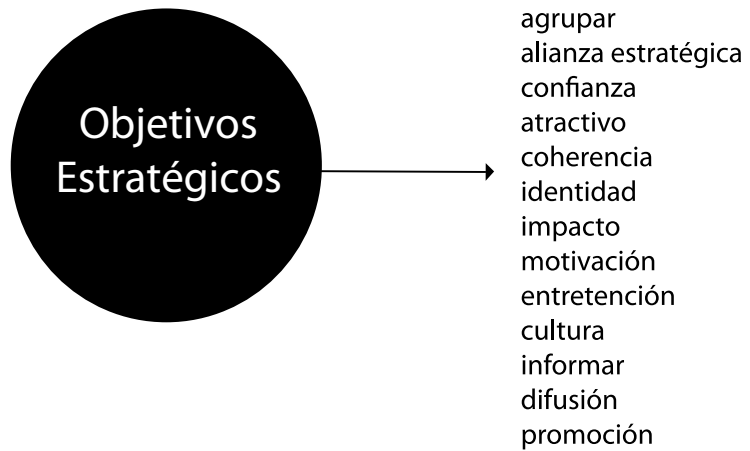 Objetivos
Estratégicos
agrupar
alianza estratégica
confianza
atractivo
coherencia
identidad
impacto
motivación
entretención
cultura
informar
difusión
promoción